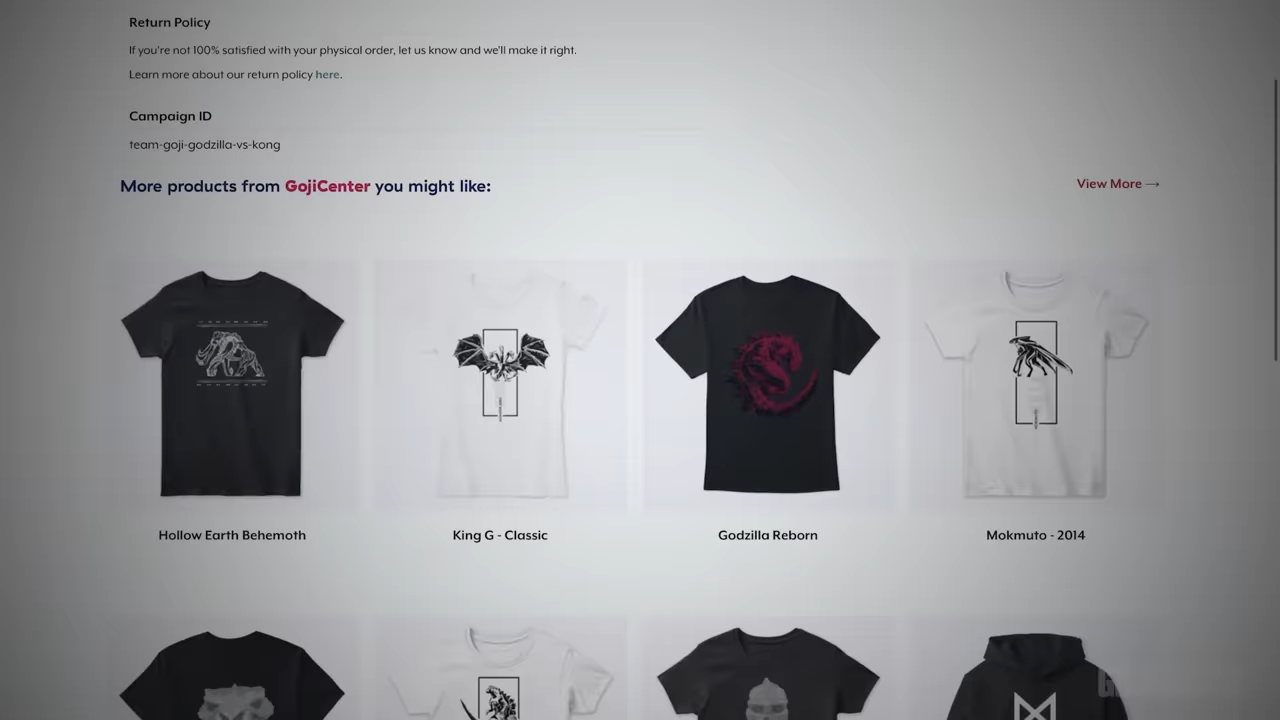 Return Policy
If you're not 100% satisfied with your physical order, let us know and we'll make it right.
Learn more about our return policy here.
Campaign ID
team-goji-godzilla-vs-kong
More products from GojiCenter you might like:
View More →
Hollow Earth Behemoth
King G - Classic
Godzilla Reborn
Mokmuto - 2014